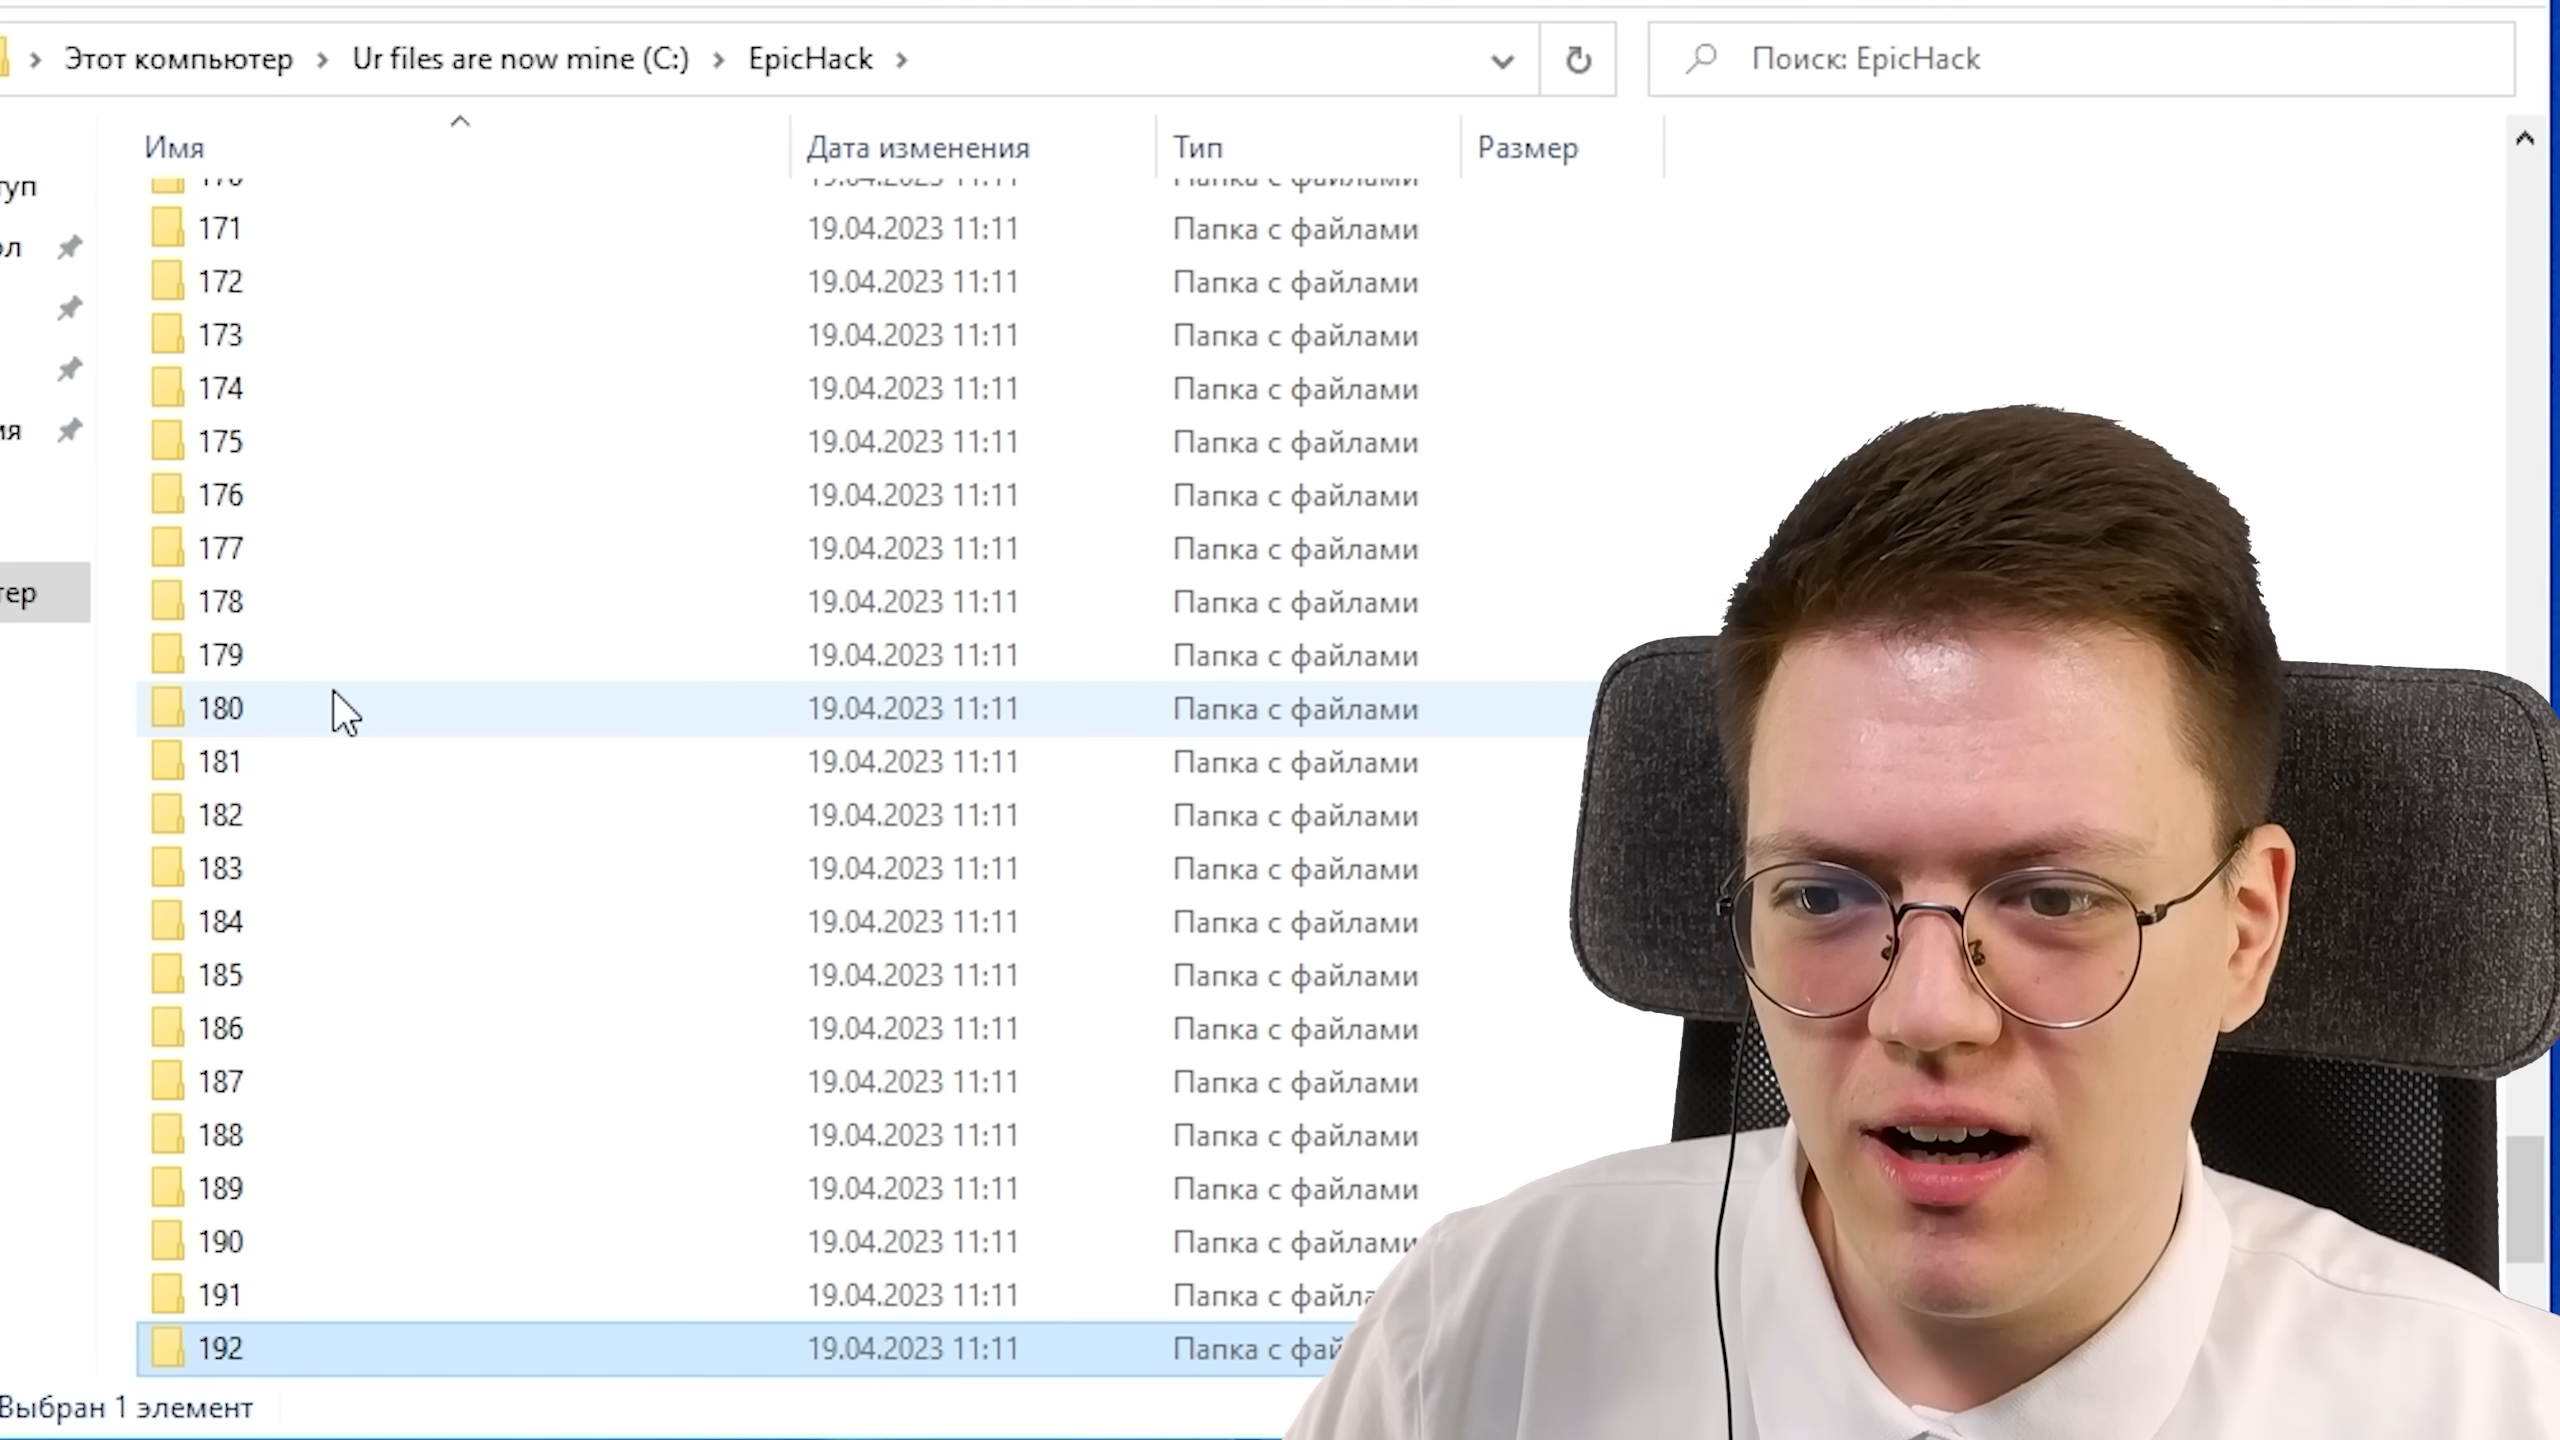 Этот компьютер > Ur files are now mine (C:) > EpicHack > Поиск: EpicHack
Имя Дата изменения Тип Размер
171 19.04.2023 11:11 Папка с файлами
172 19.04.2023 11:11 Папка с файлами
173 19.04.2023 11:11 Папка с файлами
174 19.04.2023 11:11 Папка с файлами
175 19.04.2023 11:11 Папка с файлами
176 19.04.2023 11:11 Папка с файлами
177 19.04.2023 11:11 Папка с файлами
178 19.04.2023 11:11 Папка с файлами
179 19.04.2023 11:11 Папка с файлами
180 19.04.2023 11:11 Папка с файлами
181 19.04.2023 11:11 Папка с файлами
182 19.04.2023 11:11 Папка с файлами
183 19.04.2023 11:11 Папка с файлами
184 19.04.2023 11:11 Папка с файлами
185 19.04.2023 11:11 Папка с файлами
186 19.04.2023 11:11 Папка с файлами
187 19.04.2023 11:11 Папка с файлами
188 19.04.2023 11:11 Папка с файлами
189 19.04.2023 11:11 Папка с файлами
190 19.04.2023 11:11 Папка с файлами
191 19.04.2023 11:11 Папка с файла
192 19.04.2023 11:11 Папка с фай
Выбран 1 элемент